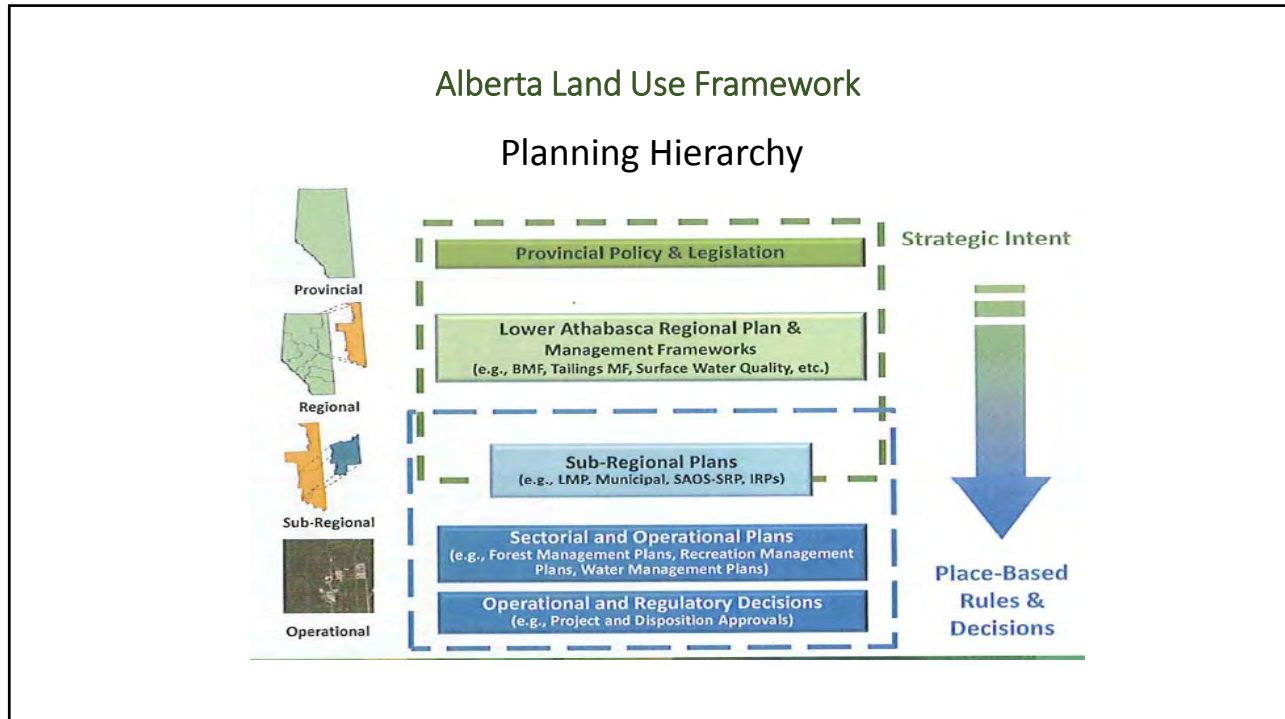 Alberta Land Use Framework
Planning Hierarchy
Provincial
Regional
Sub-Regional
Operational
Provincial Policy & Legislation
Lower Athabasca Regional Plan &
Management Frameworks
(e.g., BMF, Tailings MF, Surface Water Quality, etc.)
Sub-Regional Plans
(e.g., LMP, Municipal, SAOS-SRP, IRPs)
Sectorial and Operational Plans
(e.g., Forest Management Plans, Recreation Management
Plans, Water Management Plans)
Operational and Regulatory Decisions
(e.g., Project and Disposition Approvals)
Strategic Intent
Place-Based
Rules &
Decisions